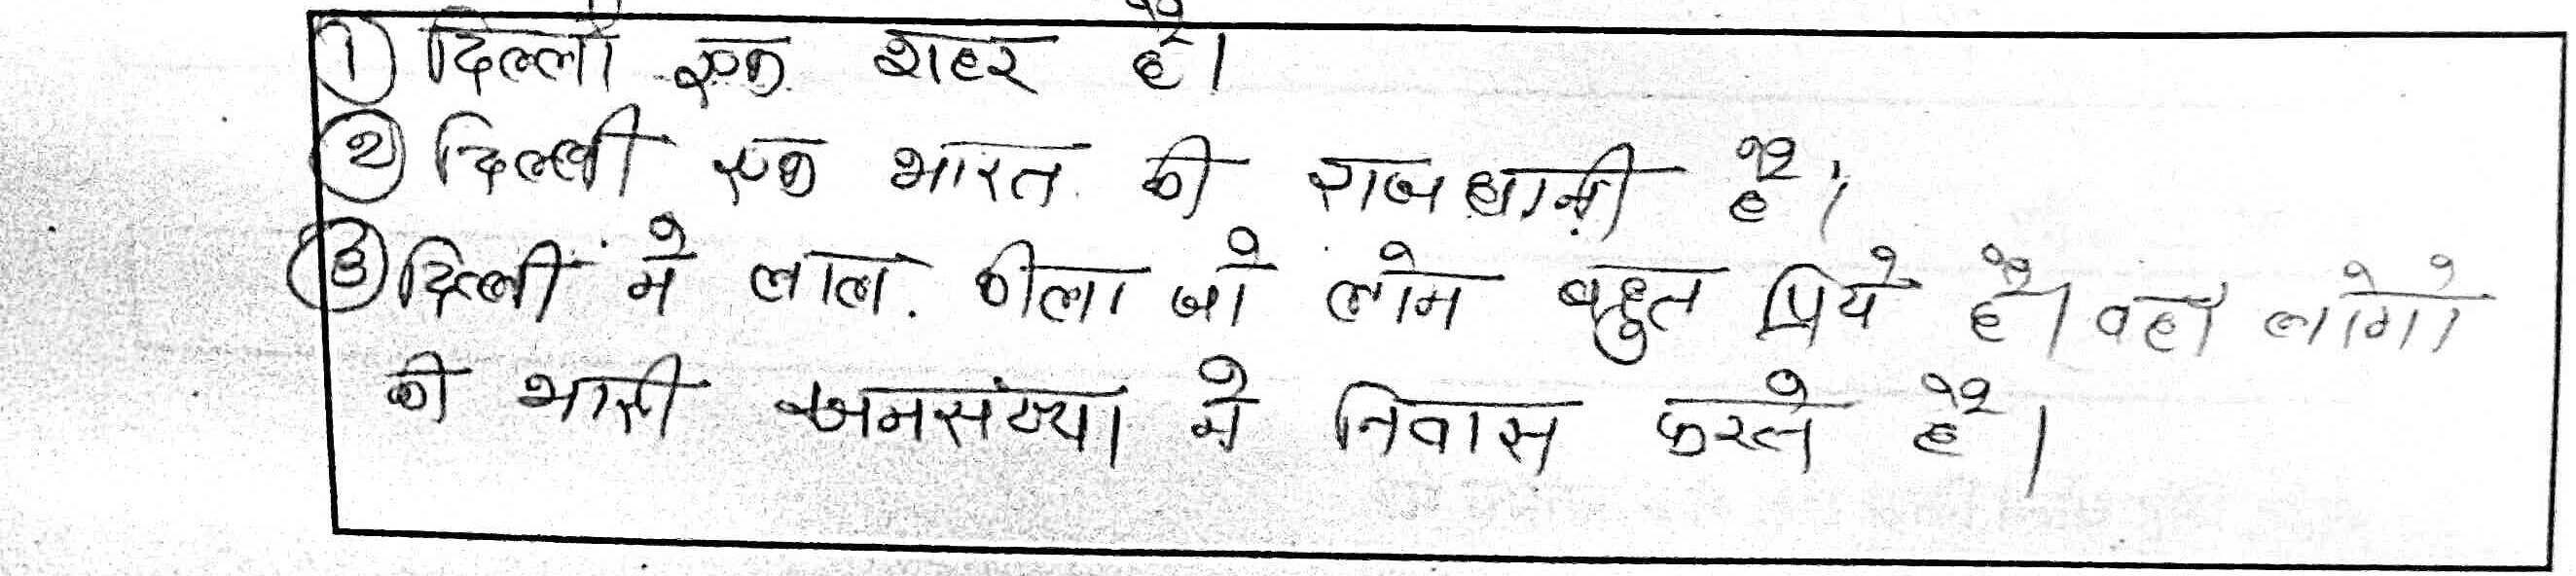 ① दिल्ली एक शहर है।
② दिल्ली एक भारत की राजधानी है।
③ दिल्ली मे लाल कीला जो लोग बहुत प्रिये है। वहाँ लोगो
की भारी जनसंख्या मे निवास करते है।